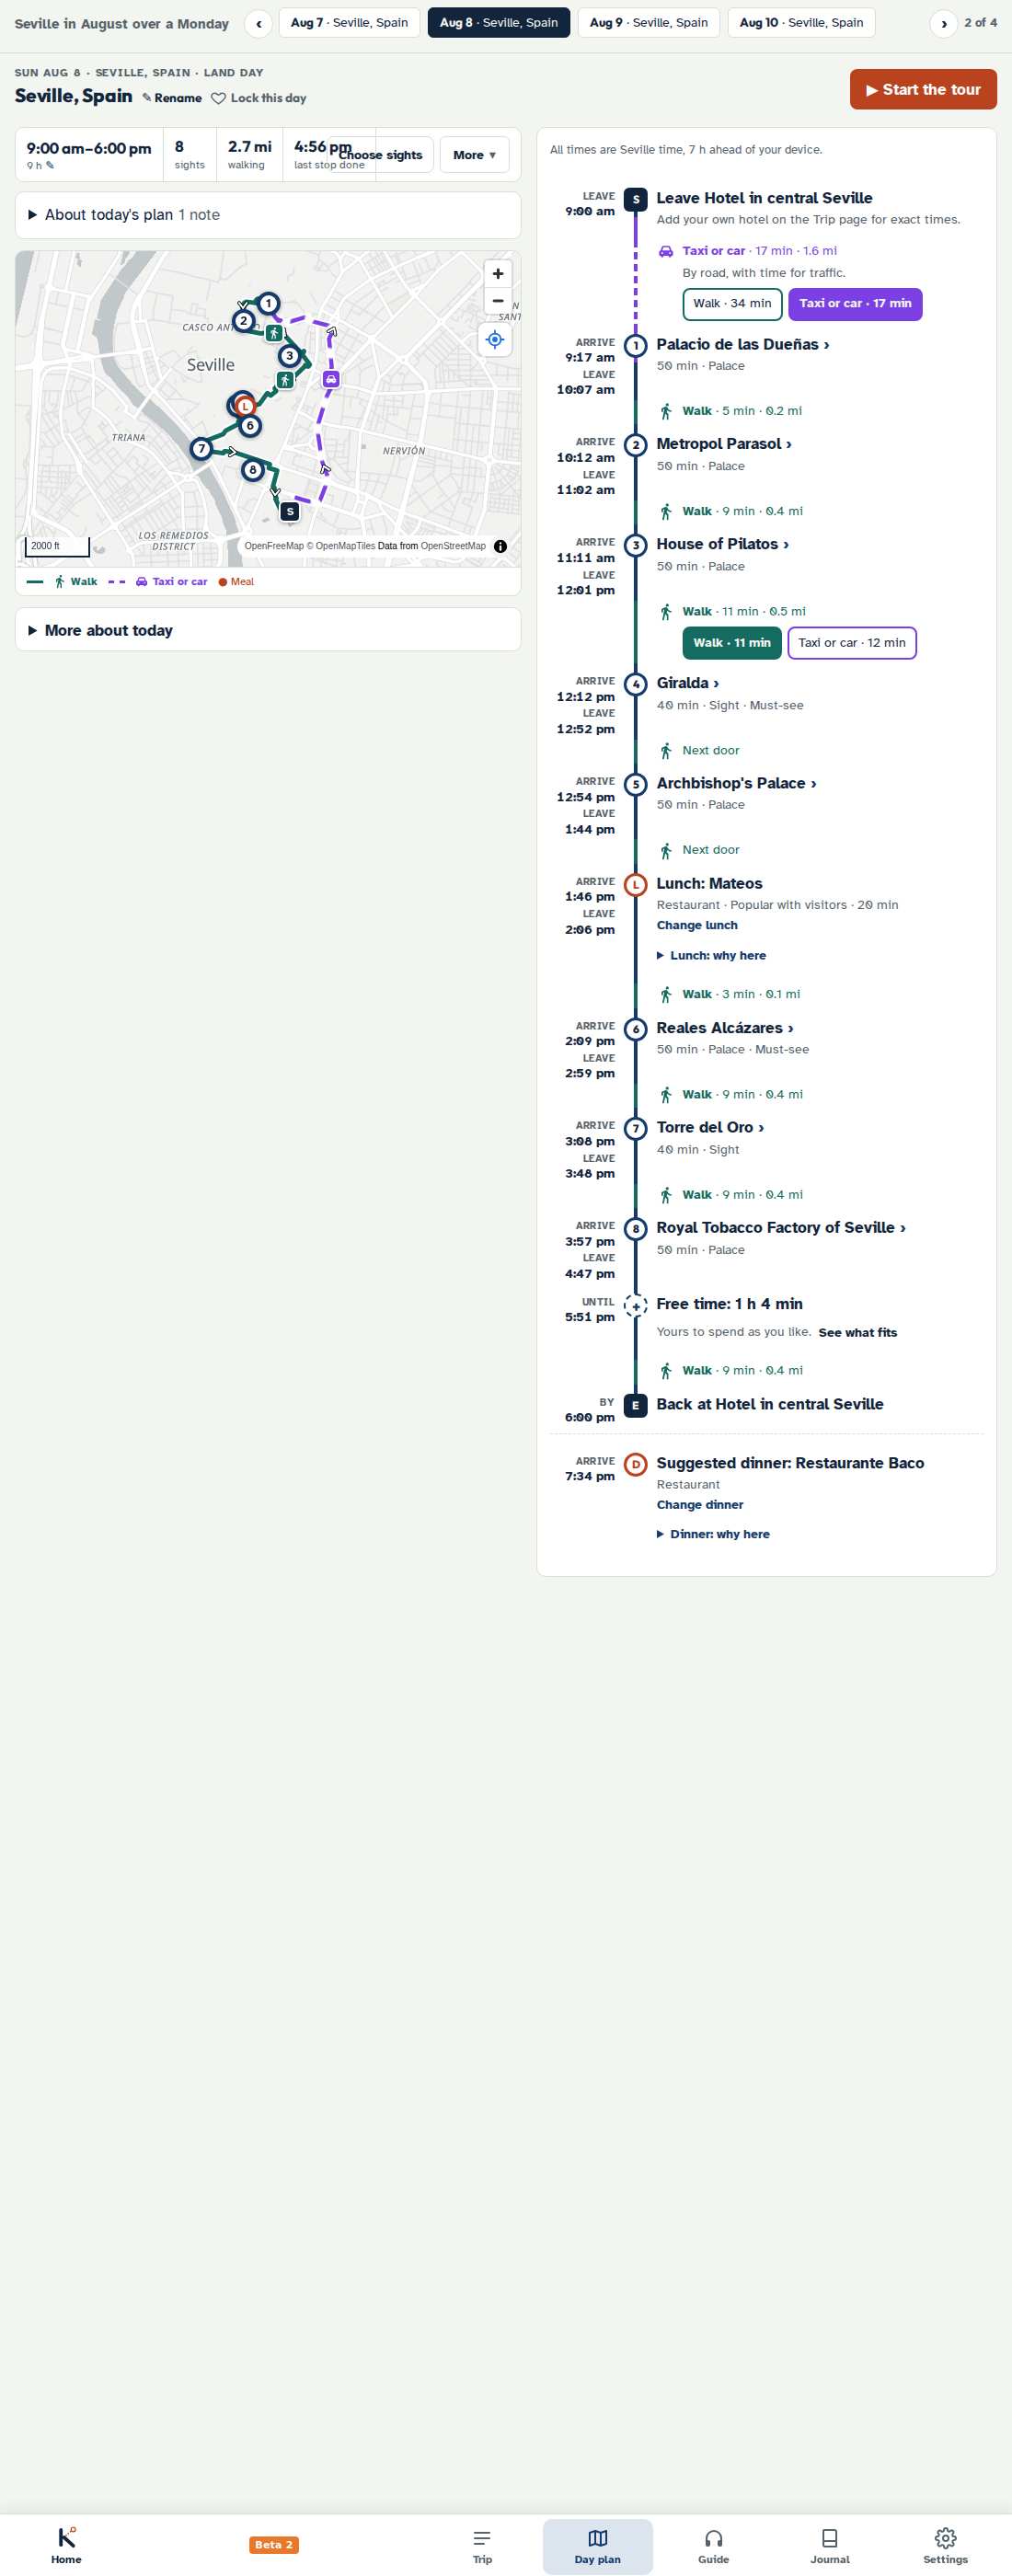 Seville in August over a Monday
‹
Aug 7 · Seville, Spain
Aug 8 · Seville, Spain
Aug 9 · Seville, Spain
Aug 10 · Seville, Spain
›
2 of 4
SUN AUG 8 · SEVILLE, SPAIN · LAND DAY
Seville, Spain ✎ Rename Lock this day
▶ Start the tour
9:00 am–6:00 pm
9 h ✎
8
sights
2.7 mi
walking
4:56 pm
last stop done
Choose sights
More ▾
▶ About today's plan 1 note
CASCO ANT
Seville
TRIANA
NERVIÓN
LOS REMEDIOS
DISTRICT
N
SANT
1
2
3
L
6
7
8
S
+
−
2000 ft
OpenFreeMap © OpenMapTiles Data from OpenStreetMap
Walk Taxi or car Meal
▶ More about today
All times are Seville time, 7 h ahead of your device.
LEAVE
9:00 am
S
Leave Hotel in central Seville
Add your own hotel on the Trip page for exact times.
Taxi or car · 17 min · 1.6 mi
By road, with time for traffic.
Walk · 34 min
Taxi or car · 17 min
ARRIVE
9:17 am
LEAVE
10:07 am
1
Palacio de las Dueñas ›
50 min · Palace
Walk · 5 min · 0.2 mi
ARRIVE
10:12 am
LEAVE
11:02 am
2
Metropol Parasol ›
50 min · Palace
Walk · 9 min · 0.4 mi
ARRIVE
11:11 am
LEAVE
12:01 pm
3
House of Pilatos ›
50 min · Palace
Walk · 11 min · 0.5 mi
Walk · 11 min
Taxi or car · 12 min
ARRIVE
12:12 pm
LEAVE
12:52 pm
4
Giralda ›
40 min · Sight · Must-see
Next door
ARRIVE
12:54 pm
LEAVE
1:44 pm
5
Archbishop's Palace ›
50 min · Palace
Next door
ARRIVE
1:46 pm
LEAVE
2:06 pm
L
Lunch: Mateos
Restaurant · Popular with visitors · 20 min
Change lunch
▶ Lunch: why here
Walk · 3 min · 0.1 mi
ARRIVE
2:09 pm
LEAVE
2:59 pm
6
Reales Alcázares ›
50 min · Palace · Must-see
Walk · 9 min · 0.4 mi
ARRIVE
3:08 pm
LEAVE
3:48 pm
7
Torre del Oro ›
40 min · Sight
Walk · 9 min · 0.4 mi
ARRIVE
3:57 pm
LEAVE
4:47 pm
8
Royal Tobacco Factory of Seville ›
50 min · Palace
UNTIL
5:51 pm
+
Free time: 1 h 4 min
Yours to spend as you like. See what fits
Walk · 9 min · 0.4 mi
BY
6:00 pm
E
Back at Hotel in central Seville
ARRIVE
7:34 pm
D
Suggested dinner: Restaurante Baco
Restaurant
Change dinner
▶ Dinner: why here
Home
Beta 2
Trip
Day plan
Guide
Journal
Settings